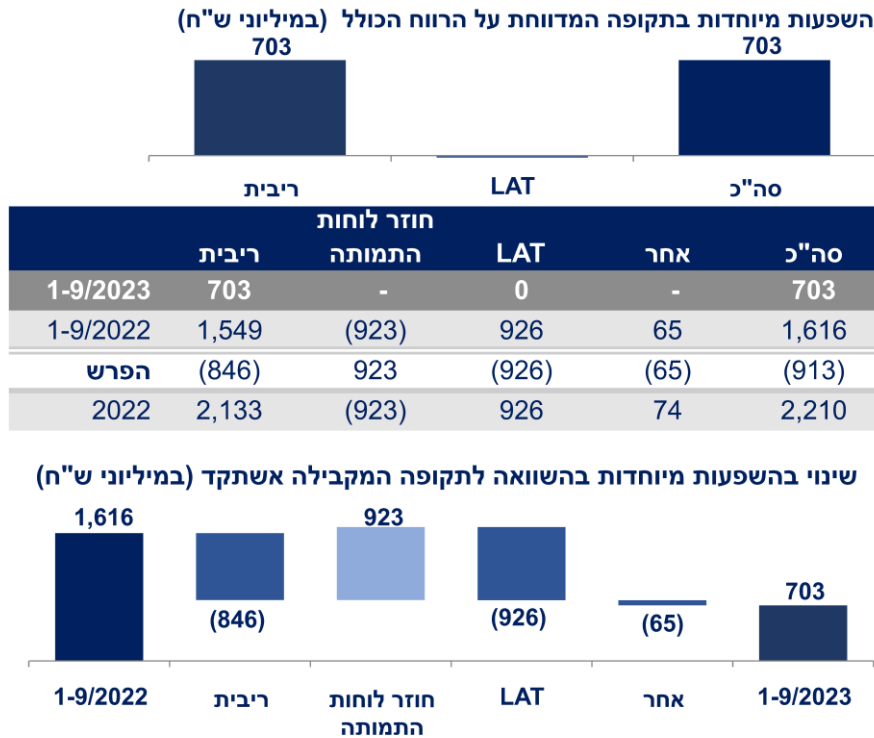 השפעות מיוחדות בתקופה המדווחת על הרווח הכולל (במיליוני ש"ח)
703 703
ריבית LAT סה"כ
חוזר לוחות
ריבית התמותה LAT אחר סה"כ
1-9/2023 703 - 0 - 703
1-9/2022 1,549 (923) 926 65 1,616
הפרש (846) 923 (926) (65) (913)
2022 2,133 (923) 926 74 2,210
שינוי בהשפעות מיוחדות בהשוואה לתקופה המקבילה אשתקד (במיליוני ש"ח)
1,616 923
703
(846) (926) (65)
1-9/2022 ריבית חוזר לוחות LAT אחר 1-9/2023
התמותה